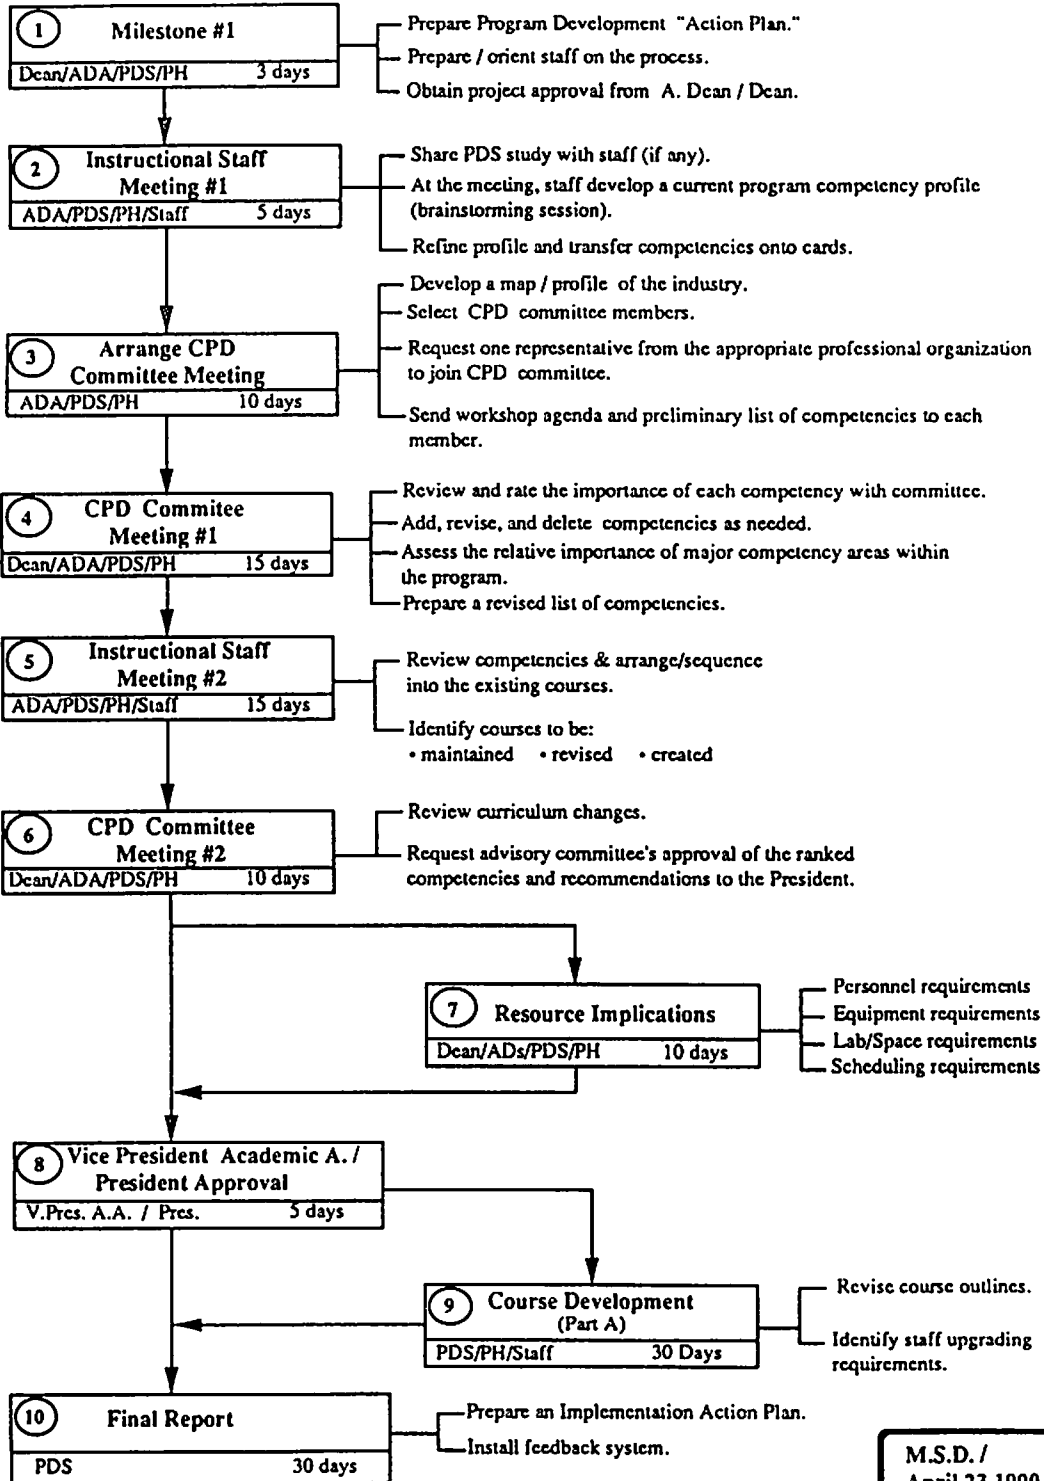 1
Milestone #1
Dean/ADA/PDS/PH 3 days
Prepare Program Development "Action Plan."
Prepare / orient staff on the process.
Obtain project approval from A. Dean / Dean.
2
Instructional Staff
Meeting #1
ADA/PDS/PH/Staff 5 days
Share PDS study with staff (if any).
At the meeting, staff develop a current program competency profile
(brainstorming session).
Refine profile and transfer competencies onto cards.
3
Arrange CPD
Committee Meeting
ADA/PDS/PH 10 days
Develop a map / profile of the industry.
Select CPD committee members.
Request one representative from the appropriate professional organization
to join CPD committee.
Send workshop agenda and preliminary list of competencies to each
member.
4
CPD Commitee
Meeting #1
Dean/ADA/PDS/PH 15 days
Review and rate the importance of each competency with committee.
Add, revise, and delete competencies as needed.
Assess the relative importance of major competency areas within
the program.
Prepare a revised list of competencies.
5
Instructional Staff
Meeting #2
ADA/PDS/PH/Staff 15 days
Review competencies & arrange/sequence
into the existing courses.
Identify courses to be:
• maintained • revised • created
6
CPD Committee
Meeting #2
Dean/ADA/PDS/PH 10 days
Review curriculum changes.
Request advisory committee's approval of the ranked
competencies and recommendations to the President.
7
Resource Implications
Dean/ADs/PDS/PH 10 days
Personnel requirements
Equipment requirements
Lab/Space requirements
Scheduling requirements
8
Vice President Academic A. /
President Approval
V.Pres. A.A. / Pres. 5 days
9
Course Development
(Part A)
PDS/PH/Staff 30 Days
Revise course outlines.
Identify staff upgrading
requirements.
10
Final Report
PDS 30 days
Prepare an Implementation Action Plan.
Install feedback system.
M.S.D. /
April 23 1990